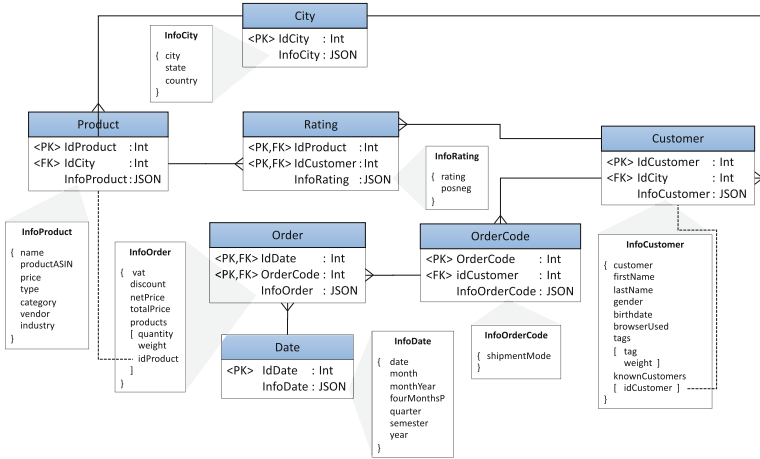 City
<PK> IdCity : Int
InfoCity : JSON
InfoCity
{ city
state
country
}
Product
<PK> IdProduct : Int
<FK> IdCity : Int
InfoProduct : JSON
Rating
<PK,FK> IdProduct : Int
<PK,FK> IdCustomer : Int
InfoRating : JSON
Customer
<PK> IdCustomer : Int
<FK> IdCity : Int
InfoCustomer : JSON
InfoRating
{ rating
posneg
}
InfoProduct
{ name
productASIN
price
type
category
vendor
industry
}
InfoOrder
{ vat
discount
netPrice
totalPrice
products
[ quantity
weight
idProduct
]
}
Order
<PK,FK> IdDate : Int
<PK,FK> OrderCode : Int
InfoOrder : JSON
OrderCode
<PK> OrderCode : Int
<FK> idCustomer : Int
InfoOrderCode : JSON
InfoCustomer
{ customer
firstName
lastName
gender
birthdate
browserUsed
tags
[ tag
weight ]
knownCustomers
[ idCustomer ]
}
Date
<PK> IdDate : Int
InfoDate : JSON
InfoDate
{ date
month
monthYear
fourMonthsP
quarter
semester
year
}
InfoOrderCode
{ shipmentMode
}